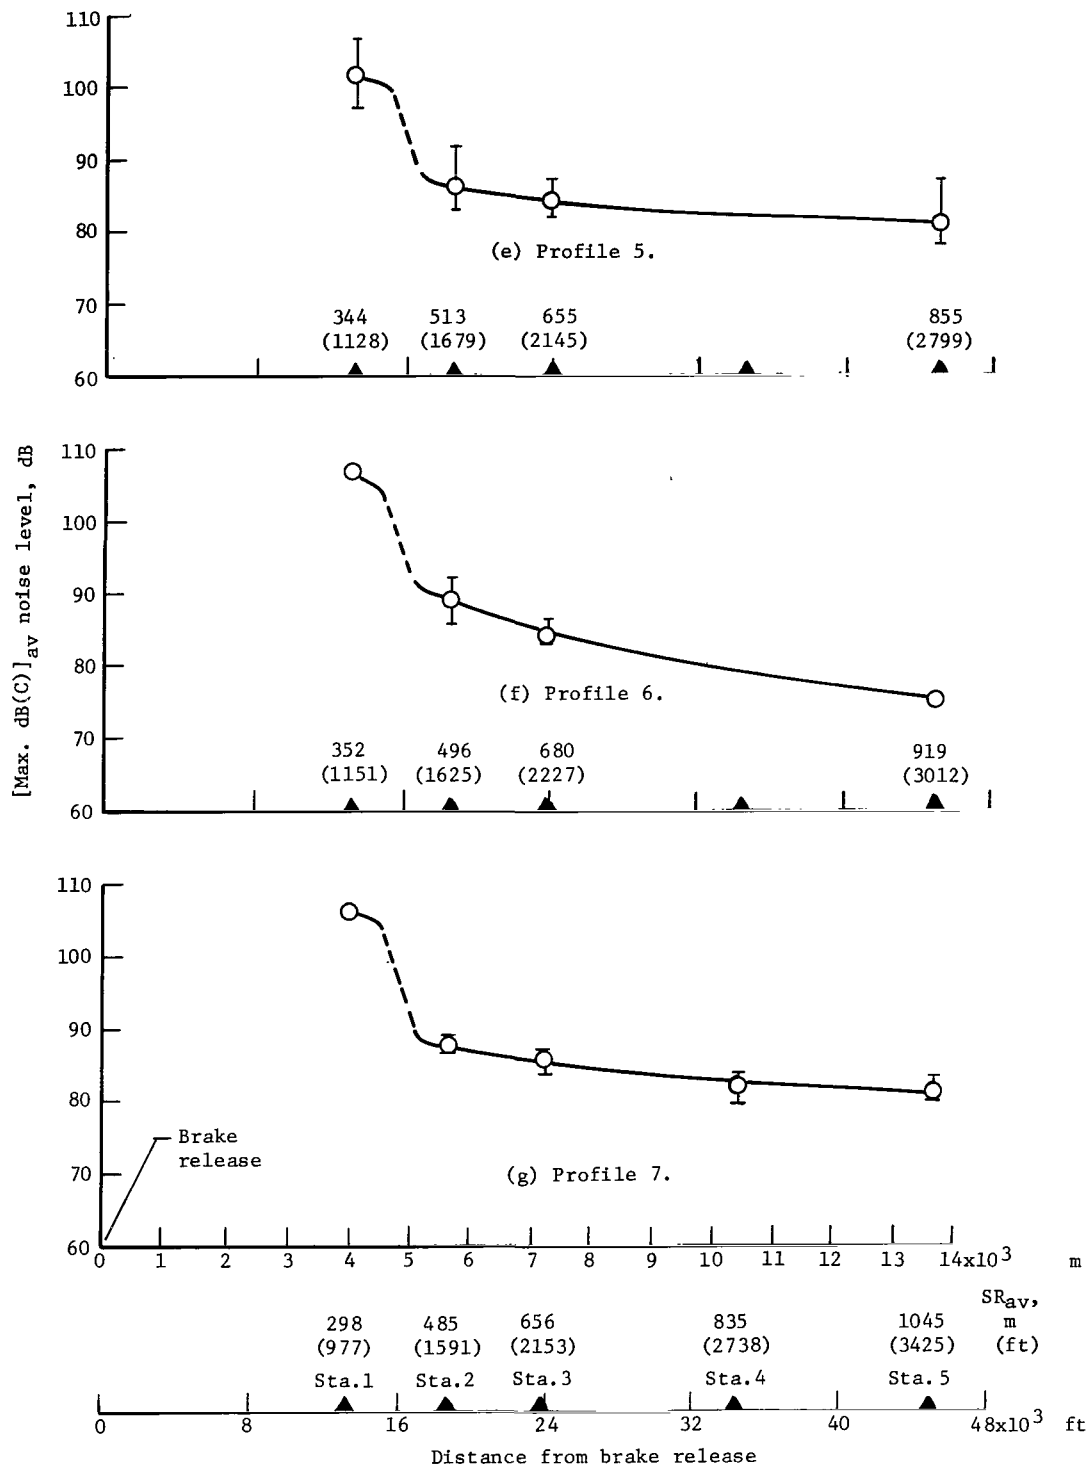 110
100
90
80
70
60
(e) Profile 5.
344 513 655 855
(1128) (1679) (2145) (2799)
[Max. dB(C)]av noise level, dB
110
100
90
80
70
60
(f) Profile 6.
352 496 680 919
(1151) (1625) (2227) (3012)
110
100
90
80
70
60
Brake
release
(g) Profile 7.
0 1 2 3 4 5 6 7 8 9 10 11 12 13 14x10³ m
SRav,
298 485 656 835 1045 m
(977) (1591) (2153) (2738) (3425) (ft)
Sta.1 Sta.2 Sta.3 Sta.4 Sta.5
0 8 16 24 32 40 48x10³ ft
Distance from brake release